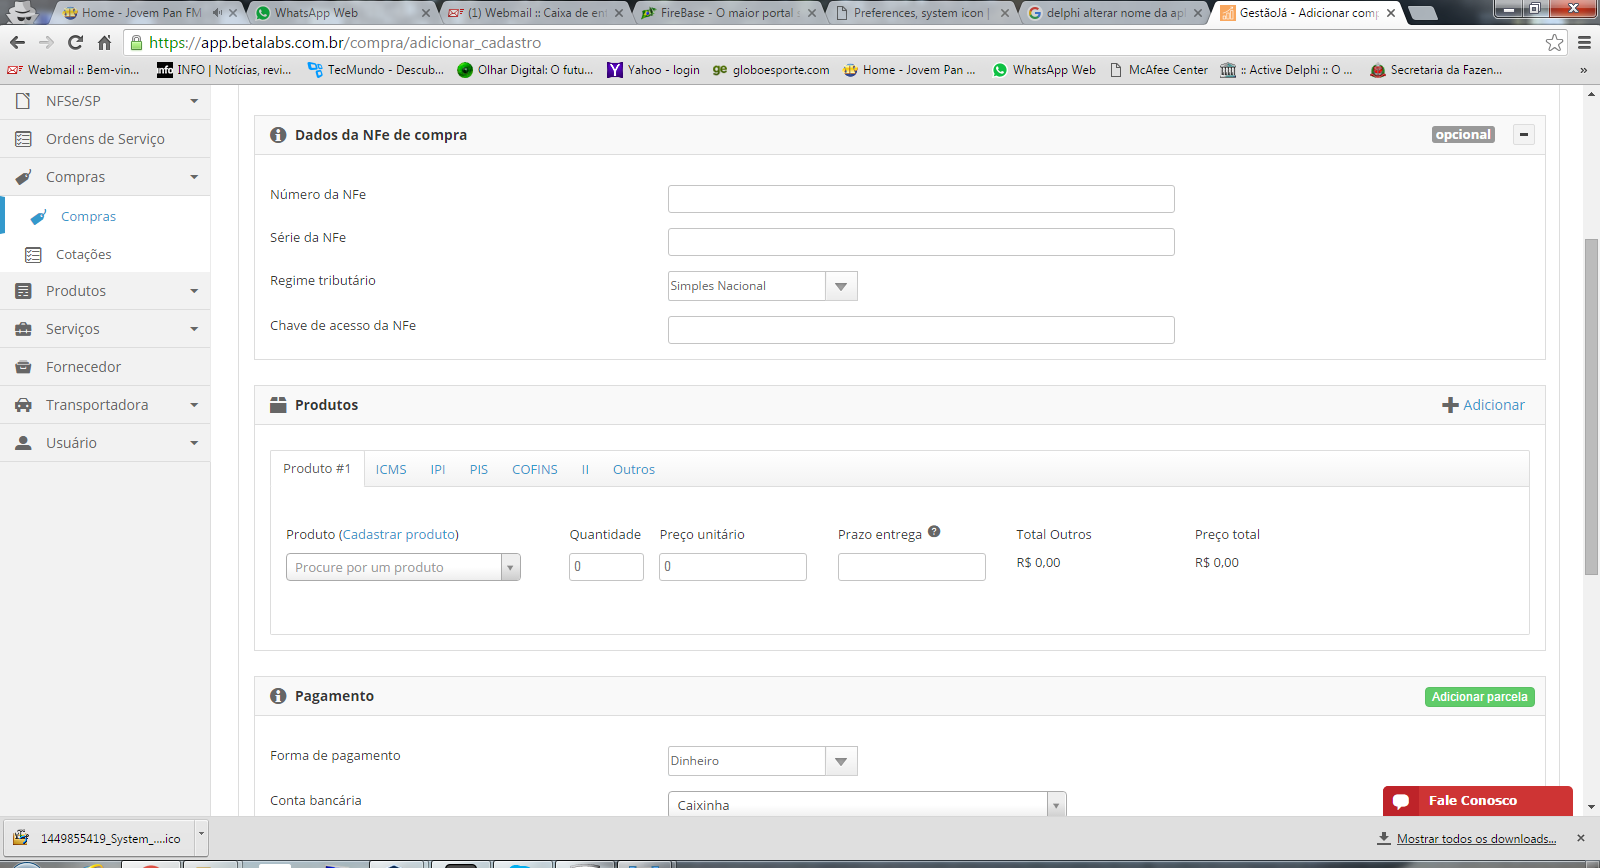 Home - Jovem Pan FM
WhatsApp Web
(1) Webmail :: Caixa de en
FireBase - O maior portal
Preferences, system icon |
delphi alterar nome da ap
GestãoJá - Adicionar com
https://app.betalabs.com.br/compra/adicionar_cadastro
Webmail :: Bem-vin...
INFO | Notícias, revi...
TecMundo - Descub...
Olhar Digital: O futu...
Yahoo - login
ge globoesporte.com
Home - Jovem Pan ...
WhatsApp Web
McAfee Center
:: Active Delphi :: O ...
Secretaria da Fazen...
»
NFSe/SP
Ordens de Serviço
Compras
Compras
Cotações
Produtos
Serviços
Fornecedor
Transportadora
Usuário
Dados da NFe de compra
opcional
Número da NFe
Série da NFe
Regime tributário
Simples Nacional
Chave de acesso da NFe
Produtos
Adicionar
Produto #1 ICMS IPI PIS COFINS II Outros
Produto (Cadastrar produto) Quantidade Preço unitário Prazo entrega Total Outros Preço total
Procure por um produto 0 0 R$ 0,00 R$ 0,00
Pagamento
Adicionar parcela
Forma de pagamento
Dinheiro
Conta bancária
Caixinha
Fale Conosco
1449855419_System_....ico
Mostrar todos os downloads...